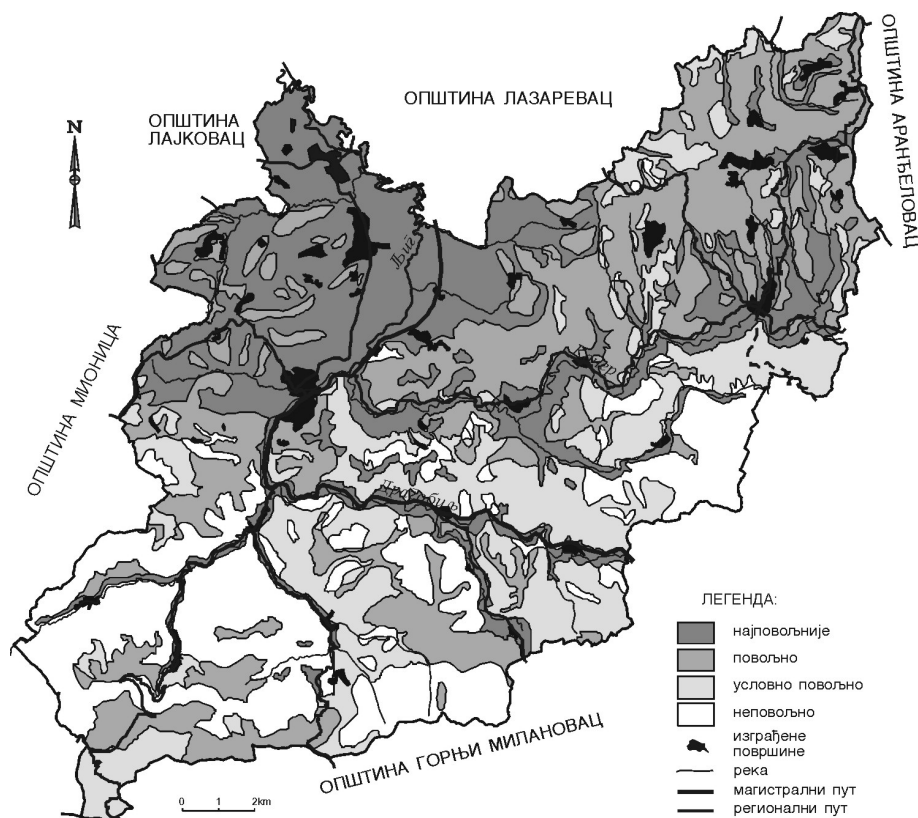 ОПШТИНА ЛАЗАРЕВАЦ
ОПШТИНА АРАНЂЕЛОВАЦ
ОПШТИНА
ЛАЈКОВАЦ
N
Љиг
ОПШТИНА МИОНИЦА
ОПШТИНА ГОРЊИ МИЛАНОВАЦ
ЛЕГЕНДА:
најповољније
повољно
условно повољно
неповољно
изграђене
површине
река
магистрални пут
регионални пут
0 1 2km